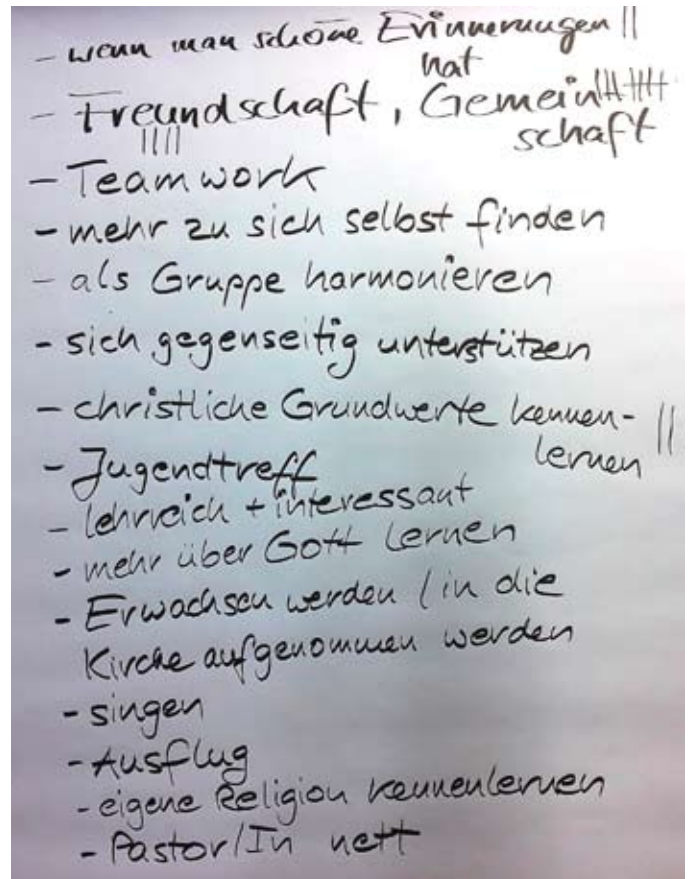 - wenn man schöne Erinnerungen ||
hat
- Freundschaft, Gemein
schaft
||||
- Teamwork
- mehr zu sich selbst finden
- als Gruppe harmonieren
- sich gegenseitig unterstützen
- christliche Grundwerte kennen- ||
lernen
- Jugendtreff
- lehrreich + interessant
- mehr über Gott lernen
- Erwachsen werden / in die
Kirche aufgenommen werden
- singen
- Ausflug
- eigene Religion kennenlernen
- Pastor/In nett